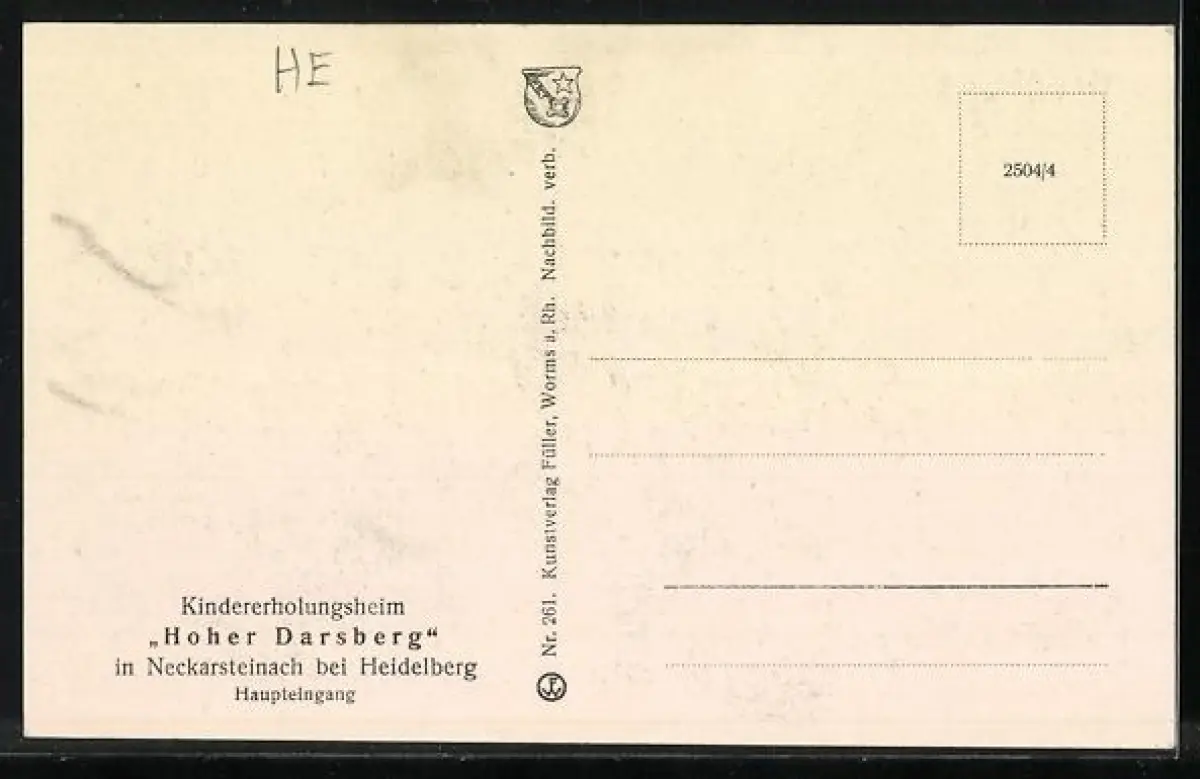 HE
2504/4
Nr. 261. Kunstverlag Füller, Worms a. Rh. Nachbild. verb.
Kindererholungsheim
„Hoher Darsberg“
in Neckarsteinach bei Heidelberg
Haupteingang